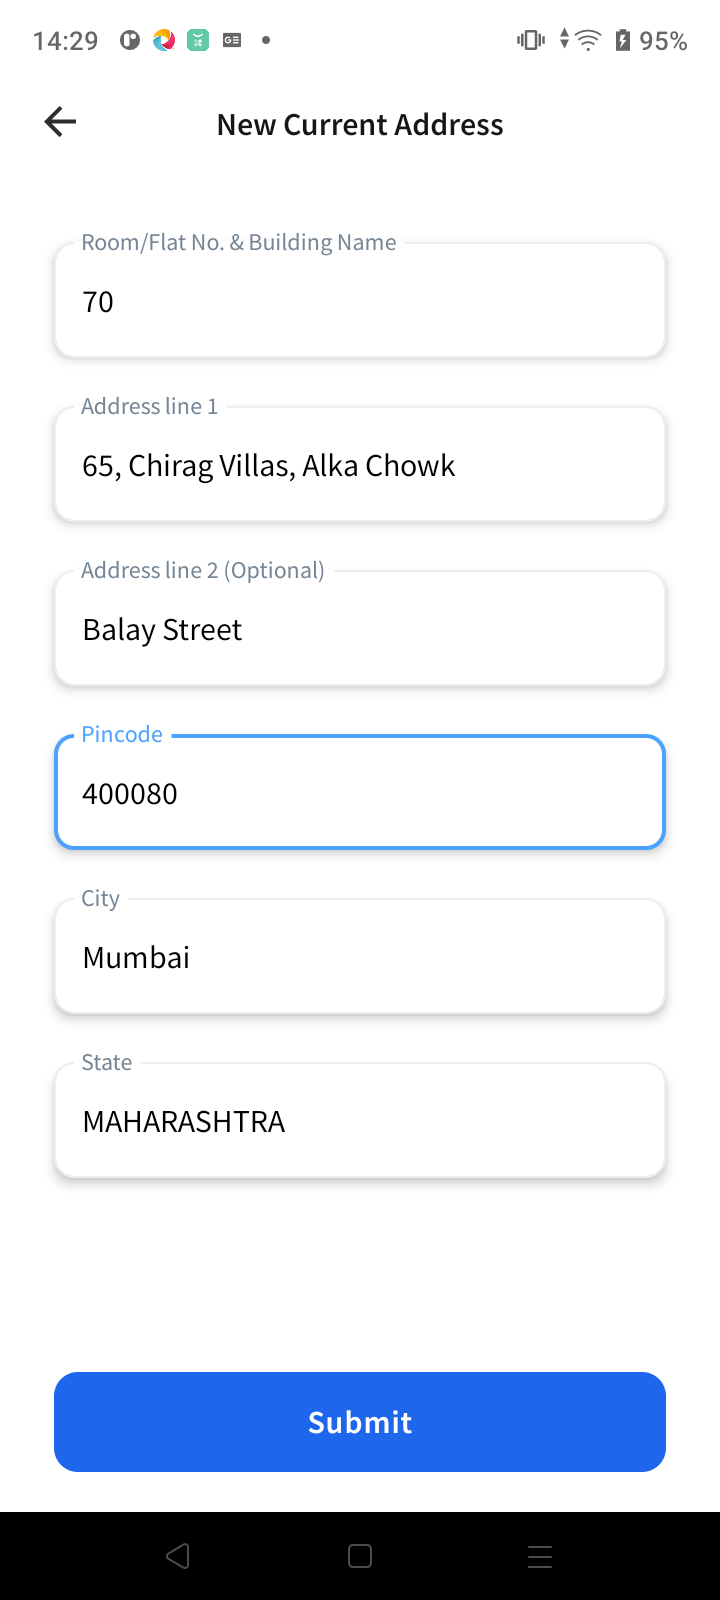 14:29
GE
95%
New Current Address
Room/Flat No. & Building Name
70
Address line 1
65, Chirag Villas, Alka Chowk
Address line 2 (Optional)
Balay Street
Pincode
400080
City
Mumbai
State
MAHARASHTRA
Submit